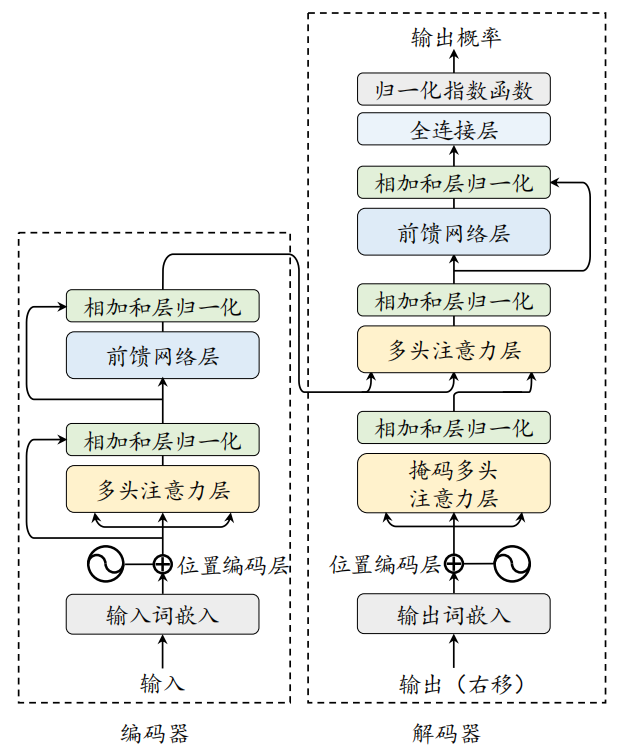 输出概率
归一化指数函数
全连接层
相加和层归一化
前馈网络层
相加和层归一化
多头注意力层
相加和层归一化
掩码多头
注意力层
位置编码层
输出词嵌入
输出（右移）
解码器
相加和层归一化
前馈网络层
相加和层归一化
多头注意力层
位置编码层
输入词嵌入
输入
编码器